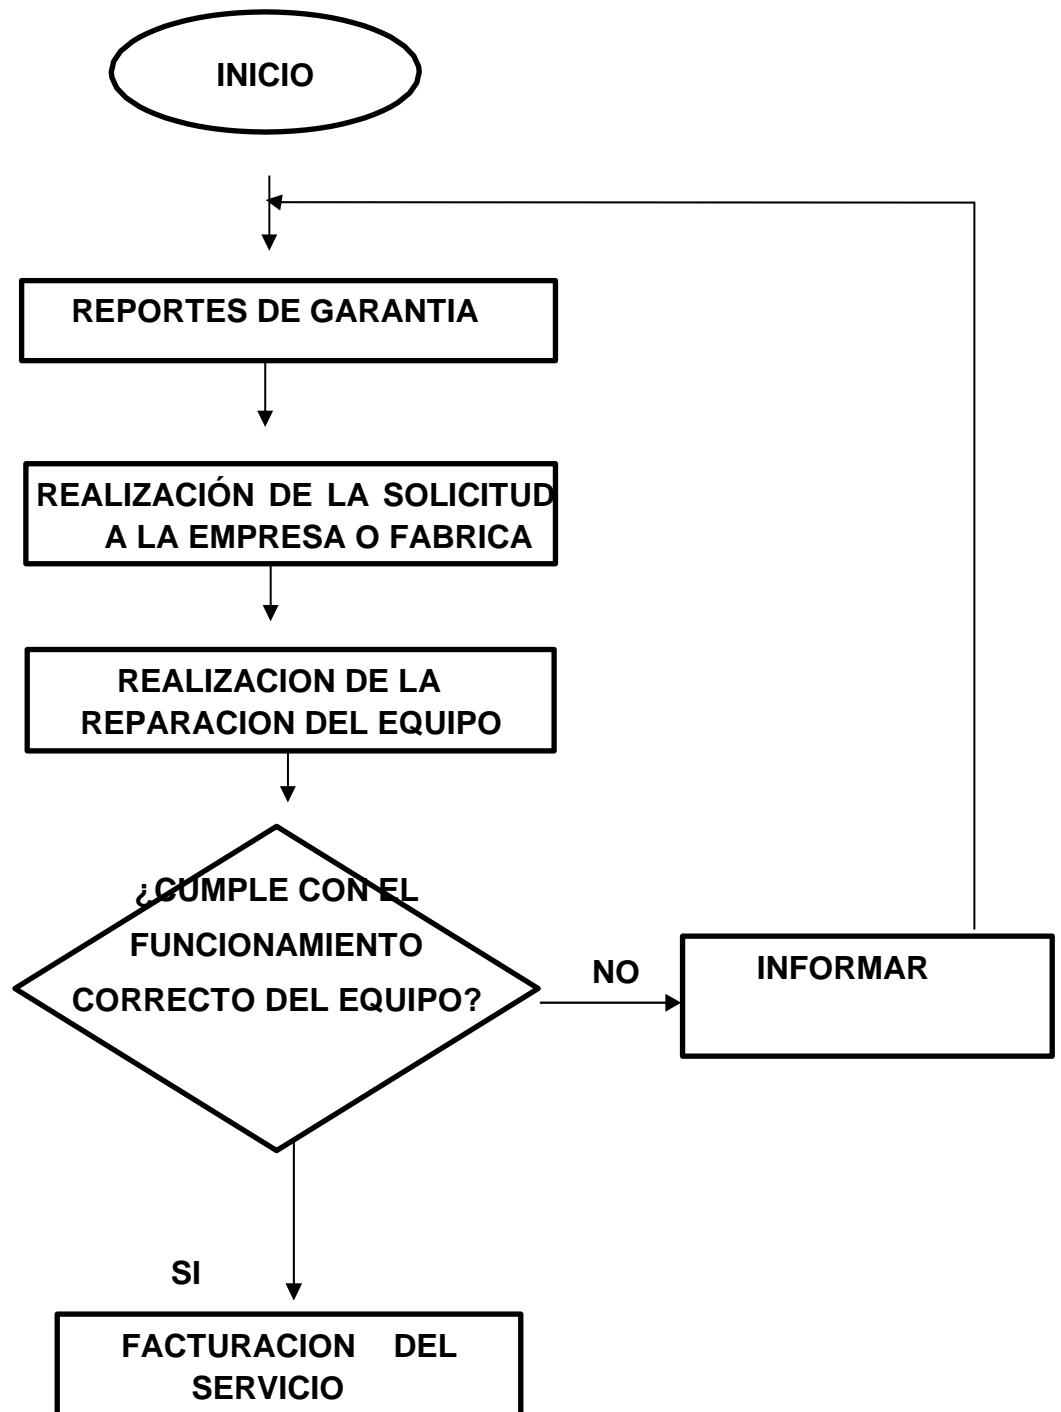 INICIO
REPORTES DE GARANTIA
REALIZACIÓN DE LA SOLICITUD
A LA EMPRESA O FABRICA
REALIZACION DE LA
REPARACION DEL EQUIPO
¿CUMPLE CON EL
FUNCIONAMIENTO
CORRECTO DEL EQUIPO?
NO
INFORMAR
SI
FACTURACION DEL
SERVICIO